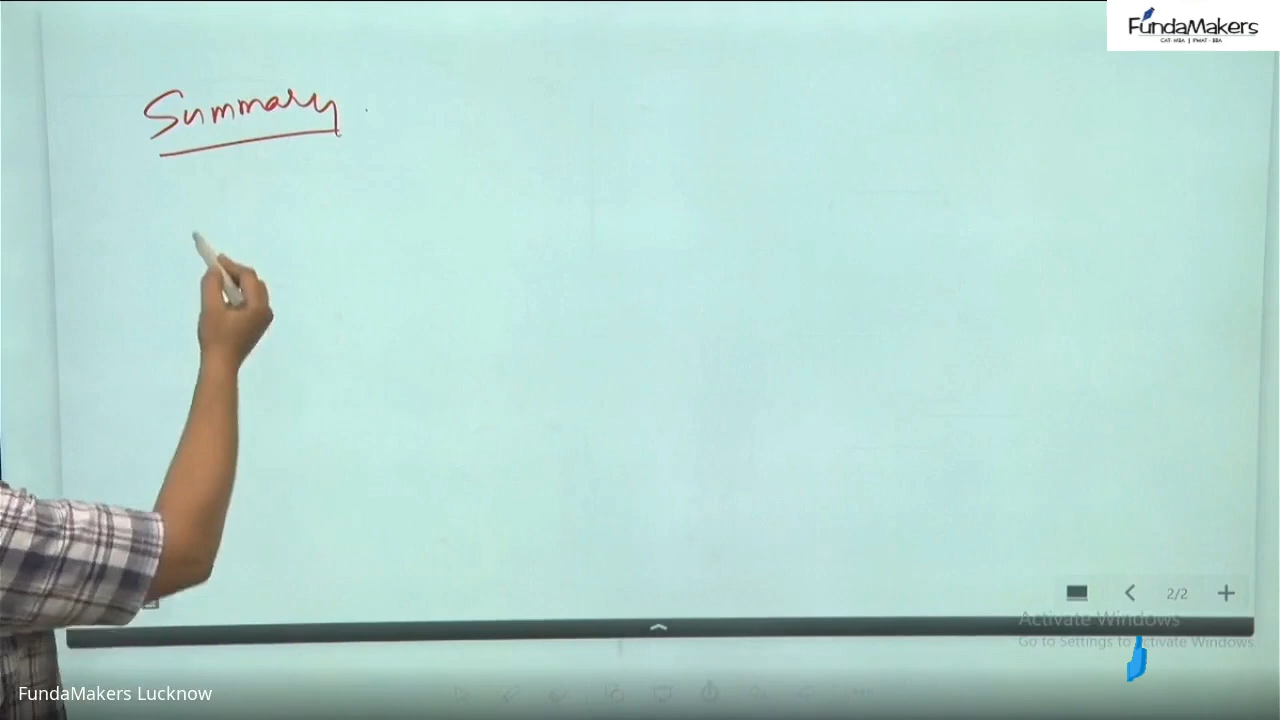 FundaMakers
CAT- MBA | IPMAT - BBA
Summary
2/2
Activate Windows
Go to Settings to activate Windows
FundaMakers Lucknow